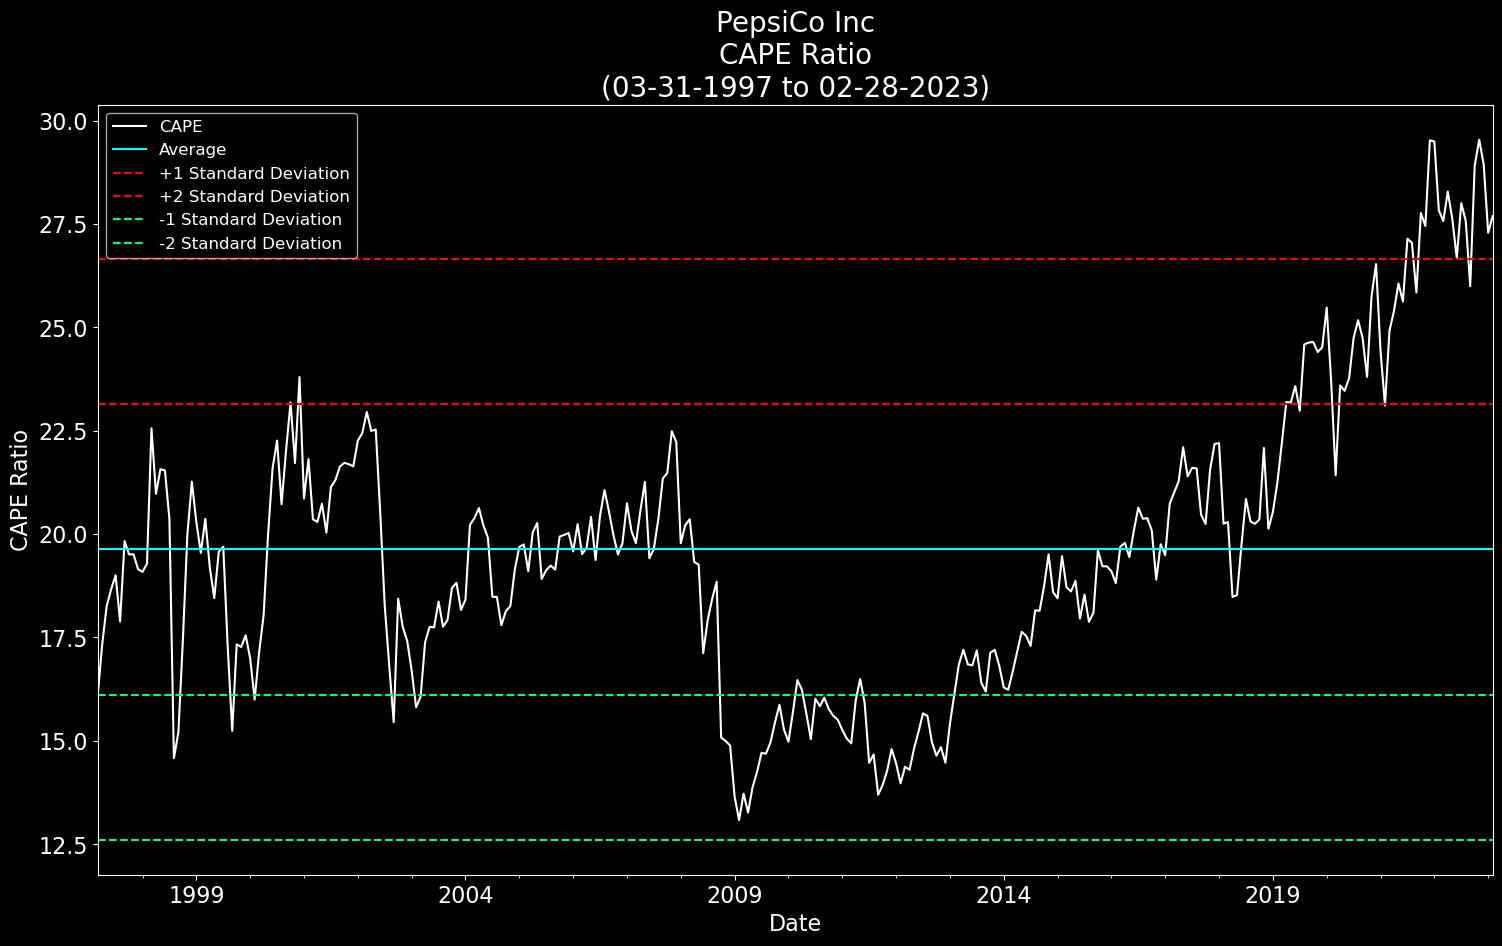 PepsiCo Inc
CAPE Ratio
(03-31-1997 to 02-28-2023)
CAPE
Average
+1 Standard Deviation
+2 Standard Deviation
-1 Standard Deviation
-2 Standard Deviation
30.0
27.5
25.0
22.5
20.0
17.5
15.0
12.5
CAPE Ratio
1999 2004 2009 2014 2019
Date